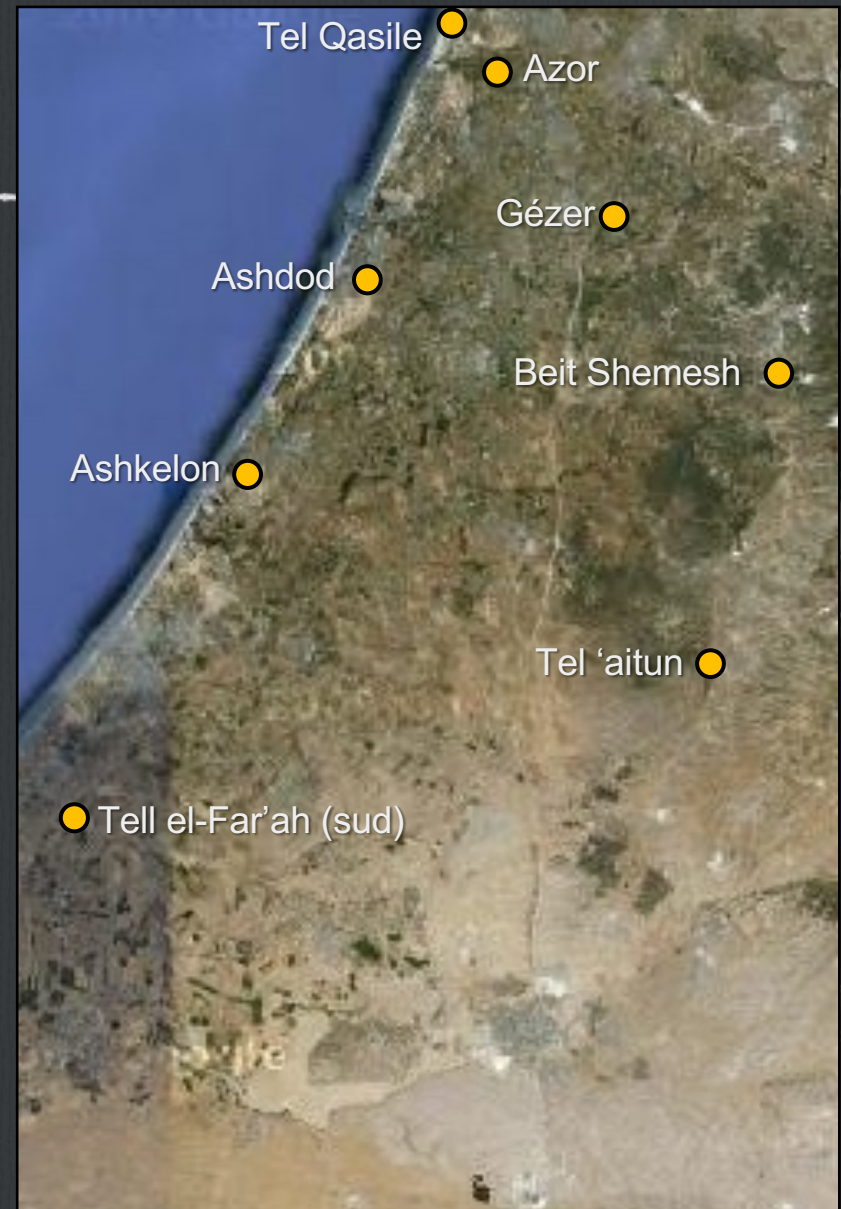 Tel Qasile
Azor
Gézer
Ashdod
Beit Shemesh
Ashkelon
Tel ‘aitun
Tell el-Far’ah (sud)